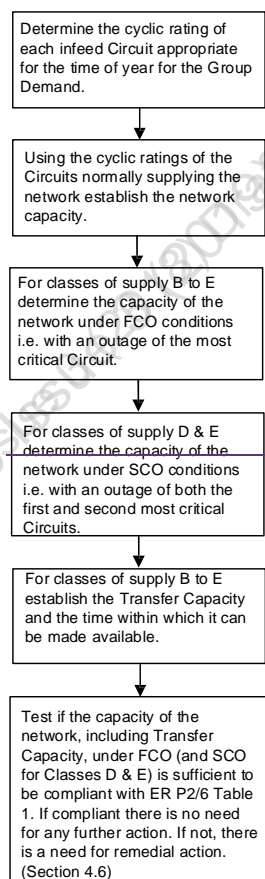 Determine the cyclic rating of
each infeed Circuit appropriate
for the time of year for the Group
Demand.
Using the cyclic ratings of the
Circuits normally supplying the
network establish the network
capacity.
For classes of supply B to E
determine the capacity of the
network under FCO conditions
i.e. with an outage of the most
critical Circuit.
For classes of supply D & E
determine the capacity of the
network under SCO conditions
i.e. with an outage of both the
first and second most critical
Circuits.
For classes of supply B to E
establish the Transfer Capacity
and the time within which it can
be made available.
Test if the capacity of the
network, including Transfer
Capacity, under FCO (and SCO
for Classes D & E) is sufficient to
be compliant with ER P2/6 Table
1. If compliant there is no need
for any further action. If not, there
is a need for remedial action.
(Section 4.6)